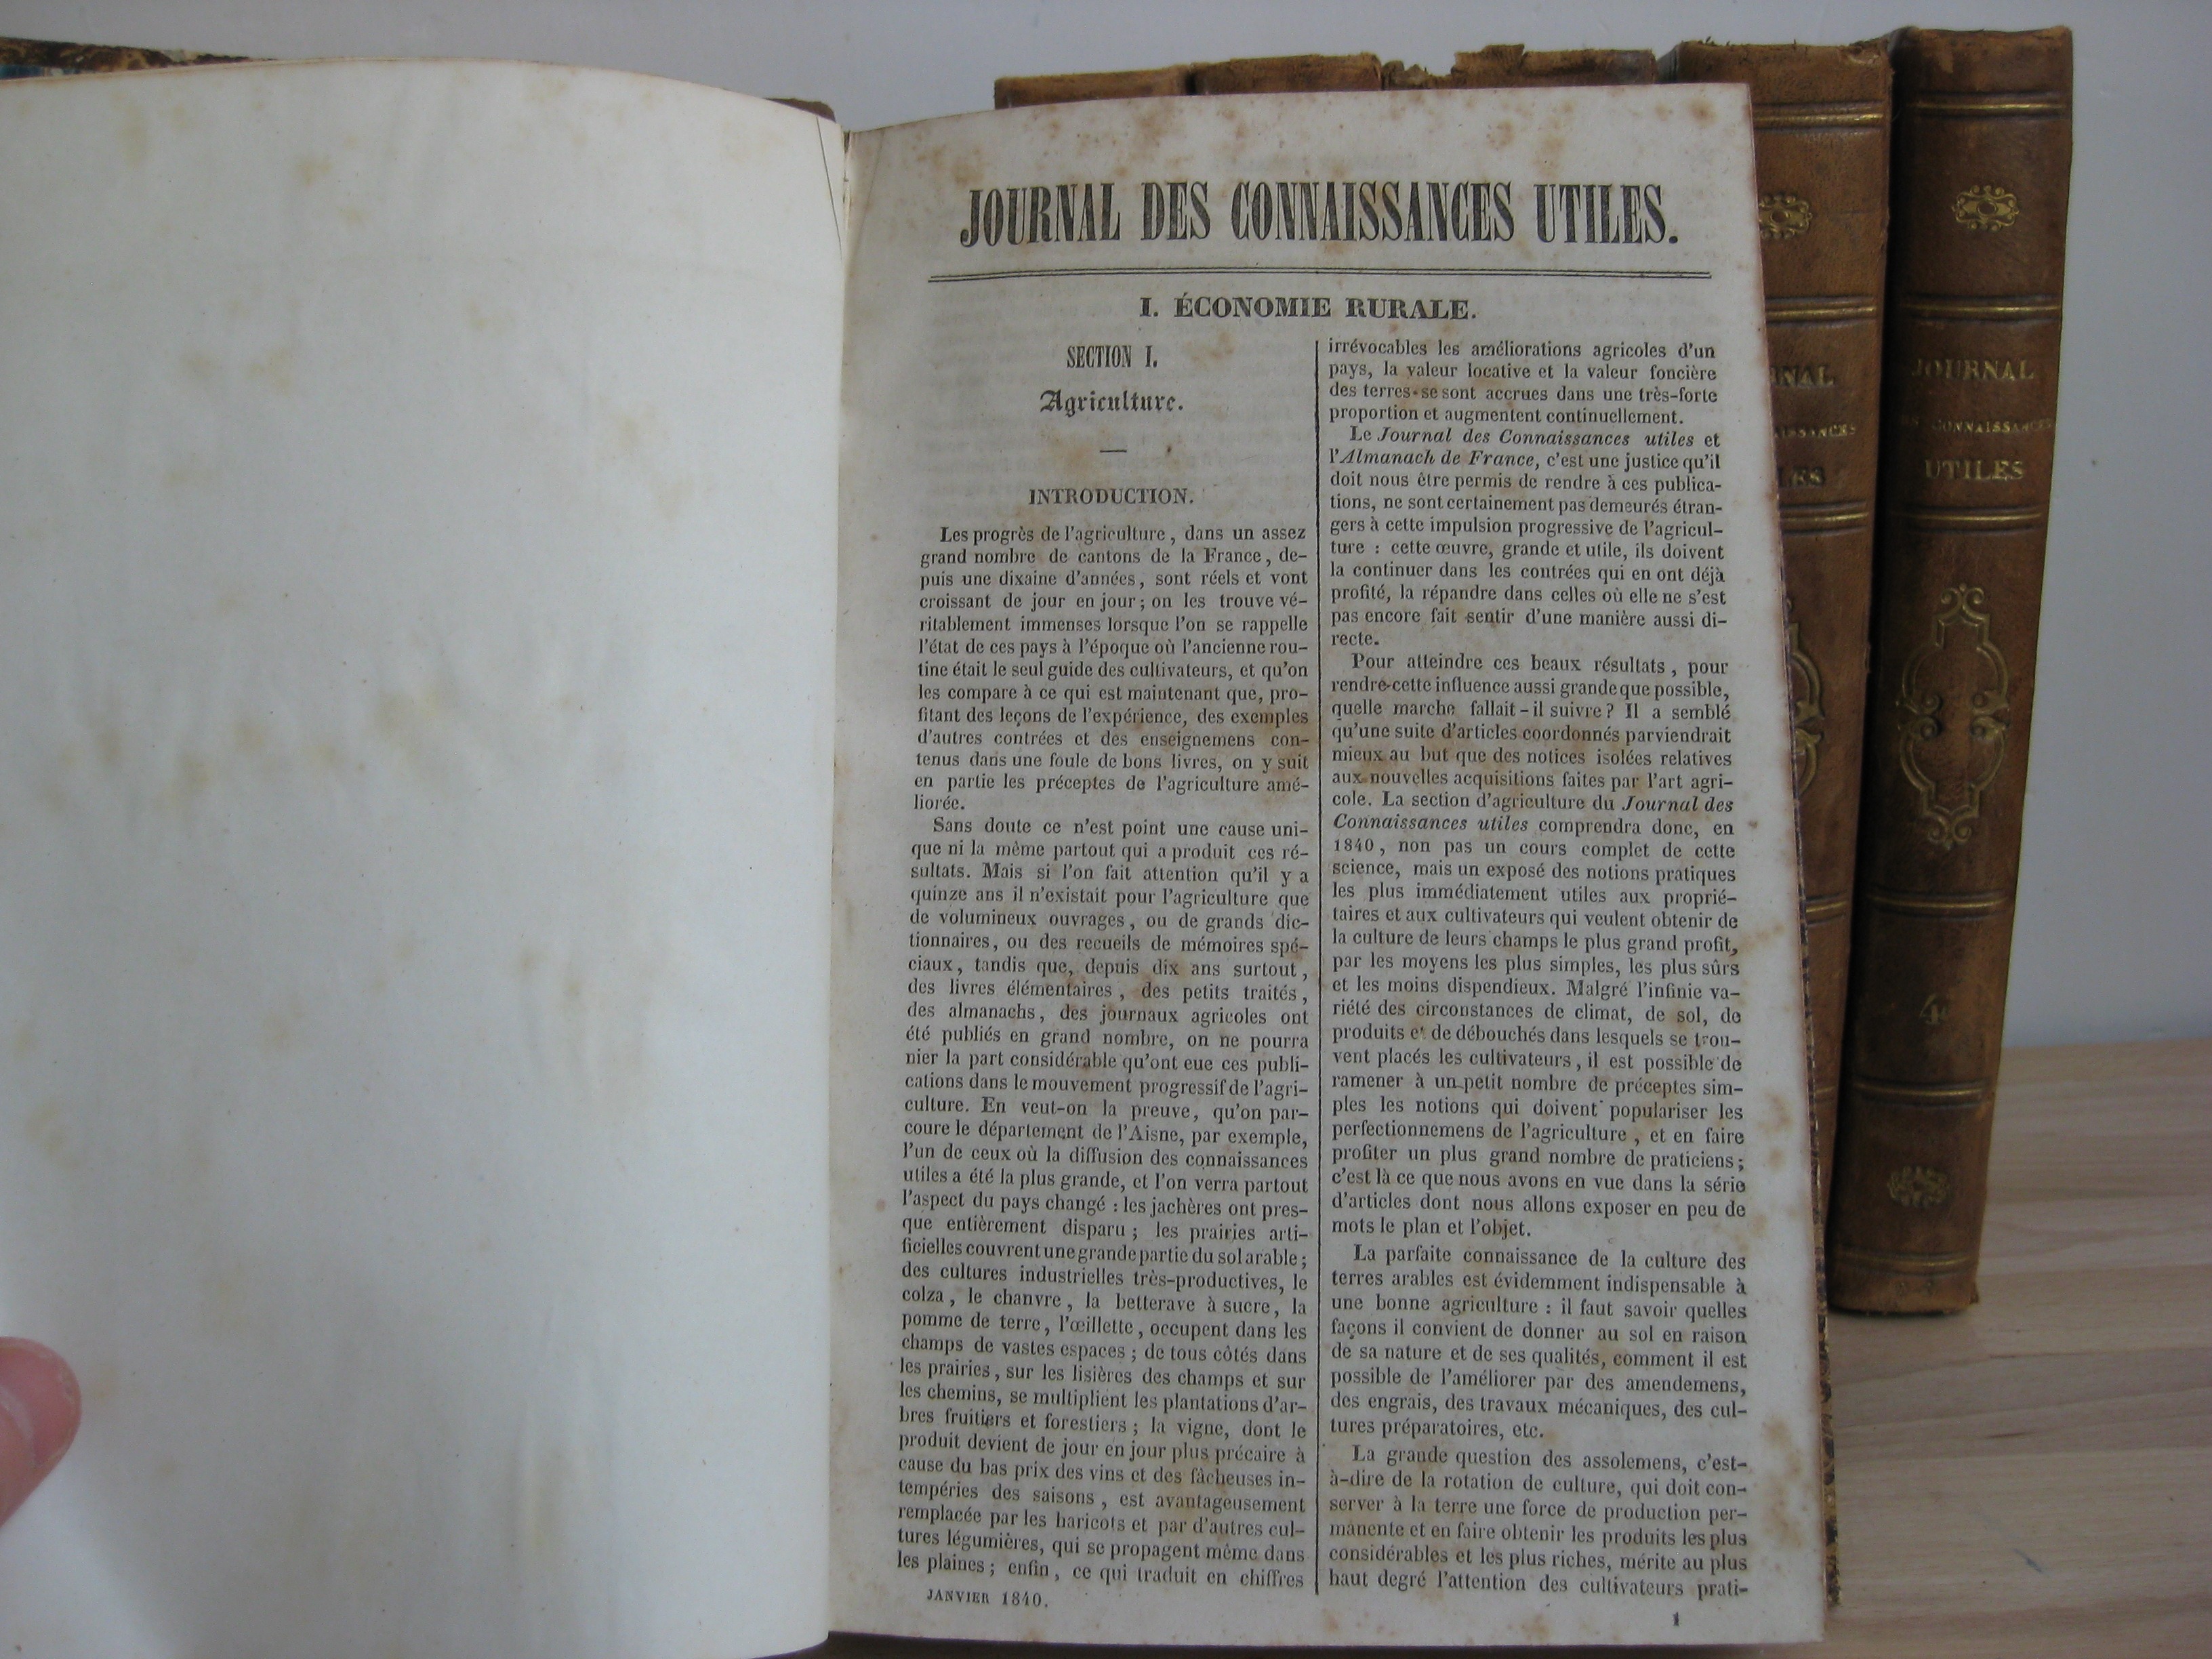 JOURNAL DES CONNAISSANCES UTILES.
I. ÉCONOMIE RURALE.
SECTION I.
Agriculture.
INTRODUCTION.
Les progrès de l'agriculture, dans un assez
grand nombre de cantons de la France, de-
puis une dixaine d'années, sont réels et vont
croissant de jour en jour; on les trouve vé-
ritablement immenses lorsque l'on se rappelle
l'état de ces pays à l'époque où l'ancienne rou-
tine était le seul guide des cultivateurs, et qu'on
les compare à ce qui est maintenant que, pro-
fitant des leçons de l'expérience, des exemples
d'autres contrées et des enseignemens con-
tenus dans une foule de bons livres, on y suit
en partie les préceptes de l'agriculture amé-
liorée.
Sans doute ce n'est point une cause uni-
que ni la même partout qui a produit ces ré-
sultats. Mais si l'on fait attention qu'il y a
quinze ans il n'existait pour l'agriculture que
de volumineux ouvrages, ou de grands dic-
tionnaires, ou des recueils de mémoires spé-
ciaux, tandis que, depuis dix ans surtout,
des livres élémentaires, des petits traités,
des almanachs, des journaux agricoles ont
été publiés en grand nombre, on ne pourra
nier la part considérable qu'ont eue ces publi-
cations dans le mouvement progressif de l'agri-
culture. En veut-on la preuve, qu'on par-
coure le département de l'Aisne, par exemple,
l'un de ceux où la diffusion des connaissances
utiles a été la plus grande, et l'on verra partout
l'aspect du pays changé : les jachères ont pres-
que entièrement disparu; les prairies arti-
ficielles couvrent une grande partie du sol arable;
des cultures industrielles très-productives, le
colza, le chanvre, la betterave à sucre, la
pomme de terre, l'œillette, occupent dans les
champs de vastes espaces; de tous côtés dans
les prairies, sur les lisières des champs et sur
les chemins, se multiplient les plantations d'ar-
bres fruitiers et forestiers; la vigne, dont le
produit devient de jour en jour plus précaire à
cause du bas prix des vins et des fâcheuses in-
tempéries des saisons, est avantageusement
remplacée par les haricots et par d'autres cul-
tures légumières, qui se propagent même dans
les plaines; enfin, ce qui traduit en chiffres
JANVIER 1840.
irrévocables les améliorations agricoles d'un
pays, la valeur locative et la valeur foncière
des terres se sont accrues dans une très-forte
proportion et augmentent continuellement.
Le Journal des Connaissances utiles et
l'Almanach de France, c'est une justice qu'il
doit nous être permis de rendre à ces publica-
tions, ne sont certainement pas demeurés étran-
gers à cette impulsion progressive de l'agricul-
ture : cette œuvre, grande et utile, ils doivent
la continuer dans les contrées qui en ont déjà
profité, la répandre dans celles où elle ne s'est
pas encore fait sentir d'une manière aussi di-
recte.
Pour atteindre ces beaux résultats, pour
rendre cette influence aussi grande que possible,
quelle marche fallait-il suivre? Il a semblé
qu'une suite d'articles coordonnés parviendrait
mieux au but que des notices isolées relatives
aux nouvelles acquisitions faites par l'art agri-
cole. La section d'agriculture du Journal des
Connaissances utiles comprendra donc, en
1840, non pas un cours complet de cette
science, mais un exposé des notions pratiques
les plus immédiatement utiles aux proprié-
taires et aux cultivateurs qui veulent obtenir de
la culture de leurs champs le plus grand profit,
par les moyens les plus simples, les plus sûrs
et les moins dispendieux. Malgré l'infinie va-
riété des circonstances de climat, de sol, de
produits et de débouchés dans lesquels se trou-
vent placés les cultivateurs, il est possible de
ramener à un petit nombre de préceptes sim-
ples les notions qui doivent populariser les
perfectionnemens de l'agriculture, et en faire
profiter un plus grand nombre de praticiens;
c'est là ce que nous avons en vue dans la série
d'articles dont nous allons exposer en peu de
mots le plan et l'objet.
La parfaite connaissance de la culture des
terres arables est évidemment indispensable à
une bonne agriculture : il faut savoir quelles
façons il convient de donner au sol en raison
de sa nature et de ses qualités, comment il est
possible de l'améliorer par des amendemens,
des engrais, des travaux mécaniques, des cul-
tures préparatoires, etc.
La grande question des assolemens, c'est-
à-dire de la rotation de culture, qui doit con-
server à la terre une force de production per-
manente et en faire obtenir les produits les plus
considérables et les plus riches, mérite au plus
haut degré l'attention des cultivateurs prati-
1
JOURNAL
CONNAISSANCES
UTILES
4